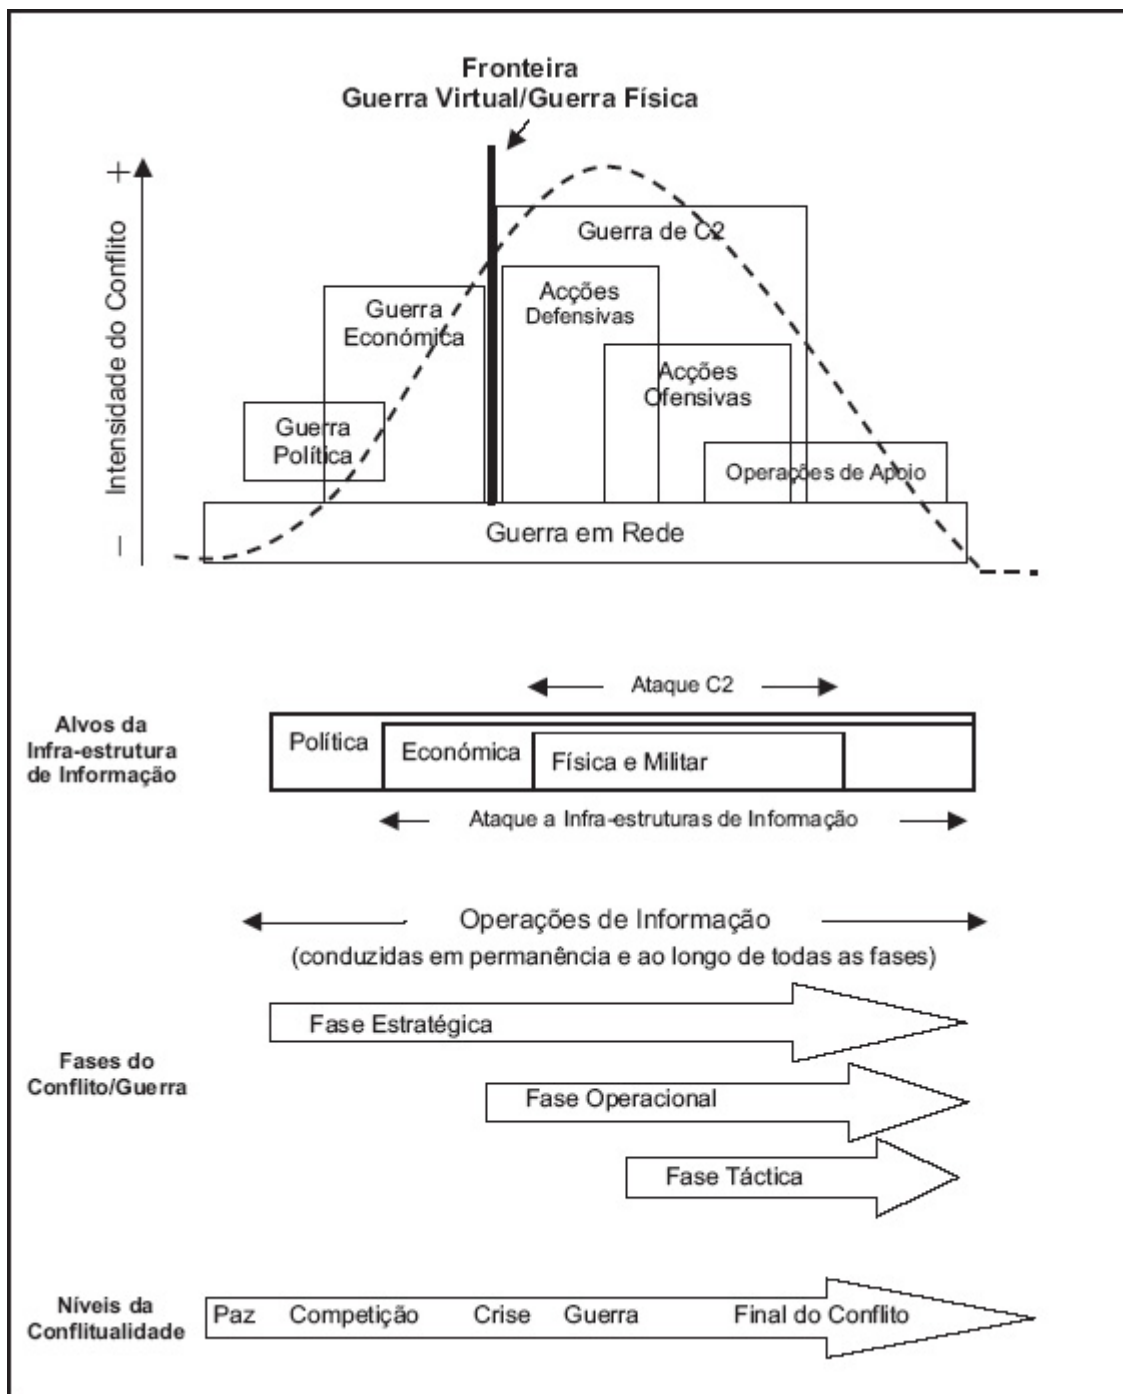 Fronteira
Guerra Virtual/Guerra Física
+
Intensidade do Conflito
–
Guerra de C2
Acções
Defensivas
Guerra
Económica
Acções
Ofensivas
Guerra
Política
Operações de Apoio
Guerra em Rede
Ataque C2
Alvos da
Infra-estrutura
de Informação
Política
Económica
Física e Militar
Ataque a Infra-estruturas de Informação
Operações de Informação
(conduzidas em permanência e ao longo de todas as fases)
Fase Estratégica
Fases do
Conflito/Guerra
Fase Operacional
Fase Táctica
Níveis da
Conflitualidade
Paz Competição Crise Guerra Final do Conflito